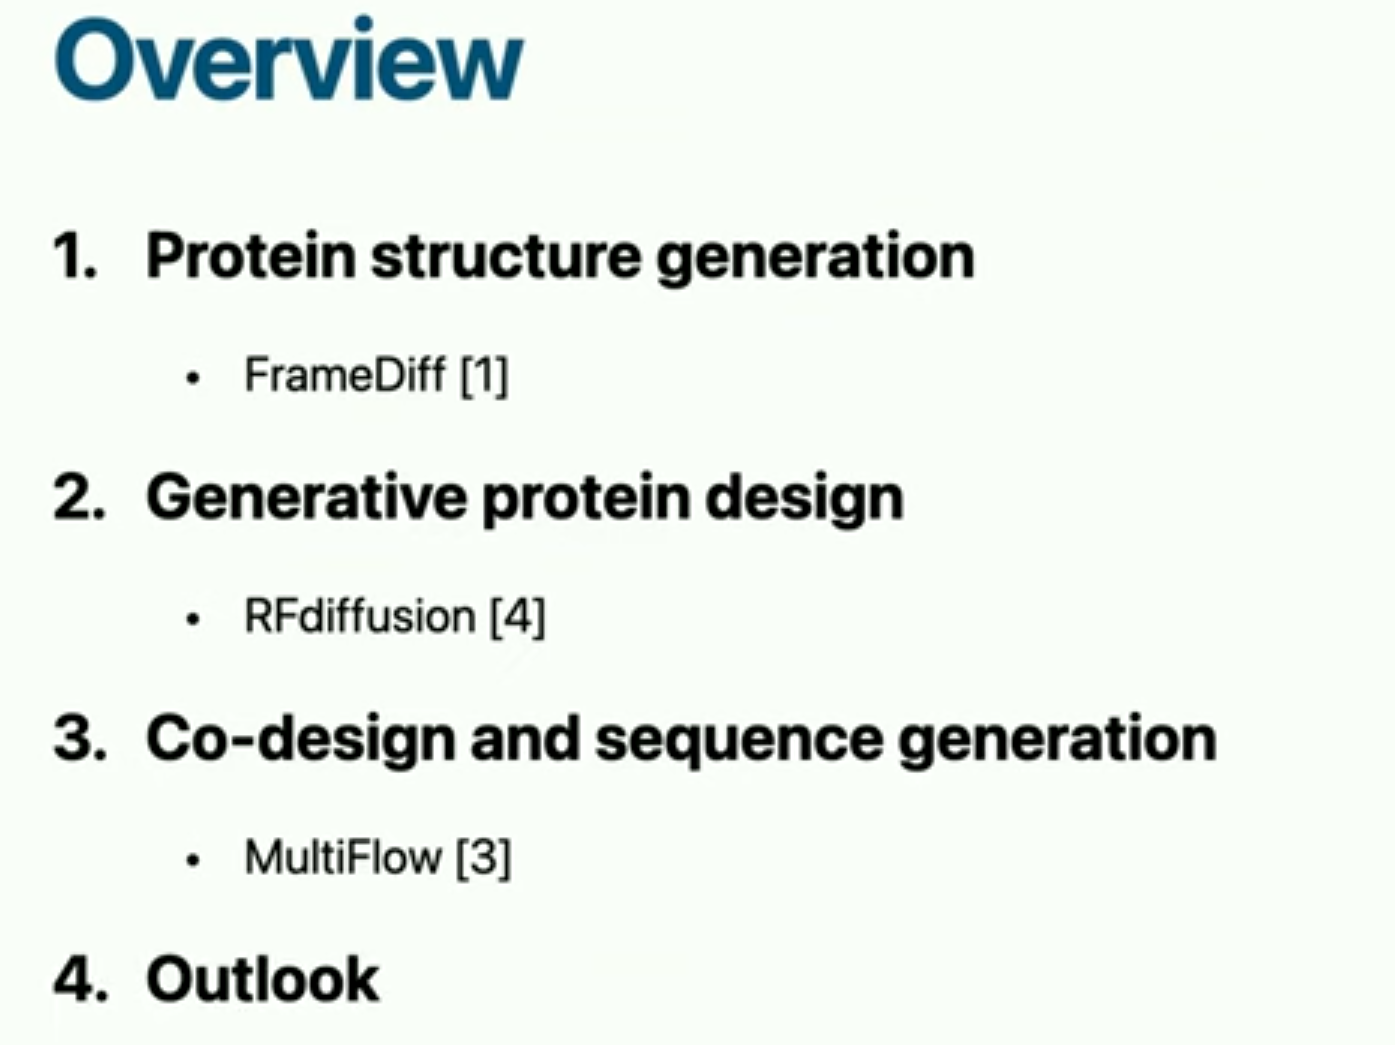 Overview
1. Protein structure generation
• FrameDiff [1]
2. Generative protein design
• RFdiffusion [4]
3. Co-design and sequence generation
• MultiFlow [3]
4. Outlook